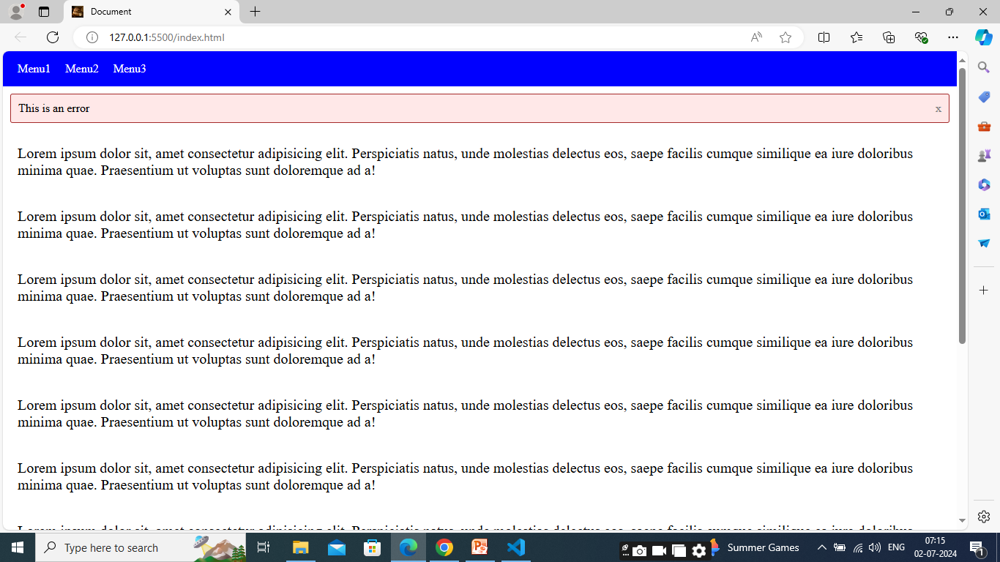 Document
127.0.0.1:5500/index.html
Menu1 Menu2 Menu3
This is an error x
Lorem ipsum dolor sit, amet consectetur adipisicing elit. Perspiciatis natus, unde molestias delectus eos, saepe facilis cumque similique ea iure doloribus
minima quae. Praesentium ut voluptas sunt doloremque ad a!
Lorem ipsum dolor sit, amet consectetur adipisicing elit. Perspiciatis natus, unde molestias delectus eos, saepe facilis cumque similique ea iure doloribus
minima quae. Praesentium ut voluptas sunt doloremque ad a!
Lorem ipsum dolor sit, amet consectetur adipisicing elit. Perspiciatis natus, unde molestias delectus eos, saepe facilis cumque similique ea iure doloribus
minima quae. Praesentium ut voluptas sunt doloremque ad a!
Lorem ipsum dolor sit, amet consectetur adipisicing elit. Perspiciatis natus, unde molestias delectus eos, saepe facilis cumque similique ea iure doloribus
minima quae. Praesentium ut voluptas sunt doloremque ad a!
Lorem ipsum dolor sit, amet consectetur adipisicing elit. Perspiciatis natus, unde molestias delectus eos, saepe facilis cumque similique ea iure doloribus
minima quae. Praesentium ut voluptas sunt doloremque ad a!
Lorem ipsum dolor sit, amet consectetur adipisicing elit. Perspiciatis natus, unde molestias delectus eos, saepe facilis cumque similique ea iure doloribus
minima quae. Praesentium ut voluptas sunt doloremque ad a!
Type here to search
Summer Games
ENG
07:15
02-07-2024
1